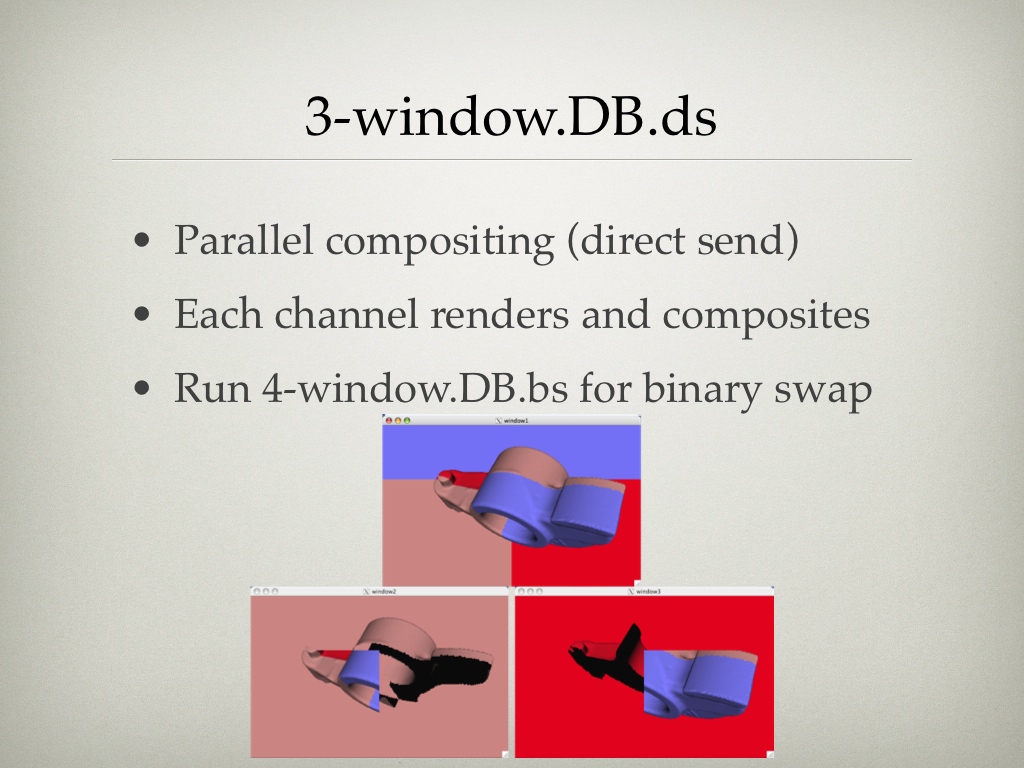 3-window.DB.ds
• Parallel compositing (direct send)
• Each channel renders and composites
• Run 4-window.DB.bs for binary swap
window1
window2
window3